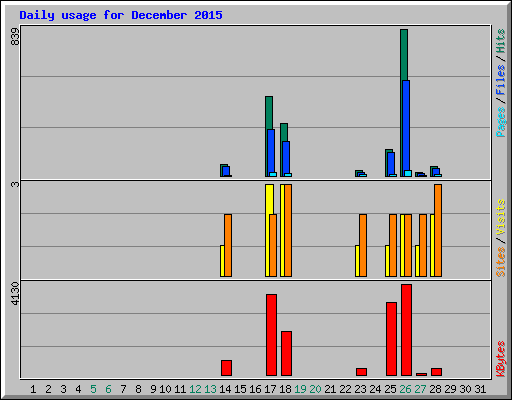 Daily usage for December 2015
839
3
4130
Pages / Files / Hits
Sites / Visits
KBytes
1 2 3 4 5 6 7 8 9 10 11 12 13 14 15 16 17 18 19 20 21 22 23 24 25 26 27 28 29 30 31